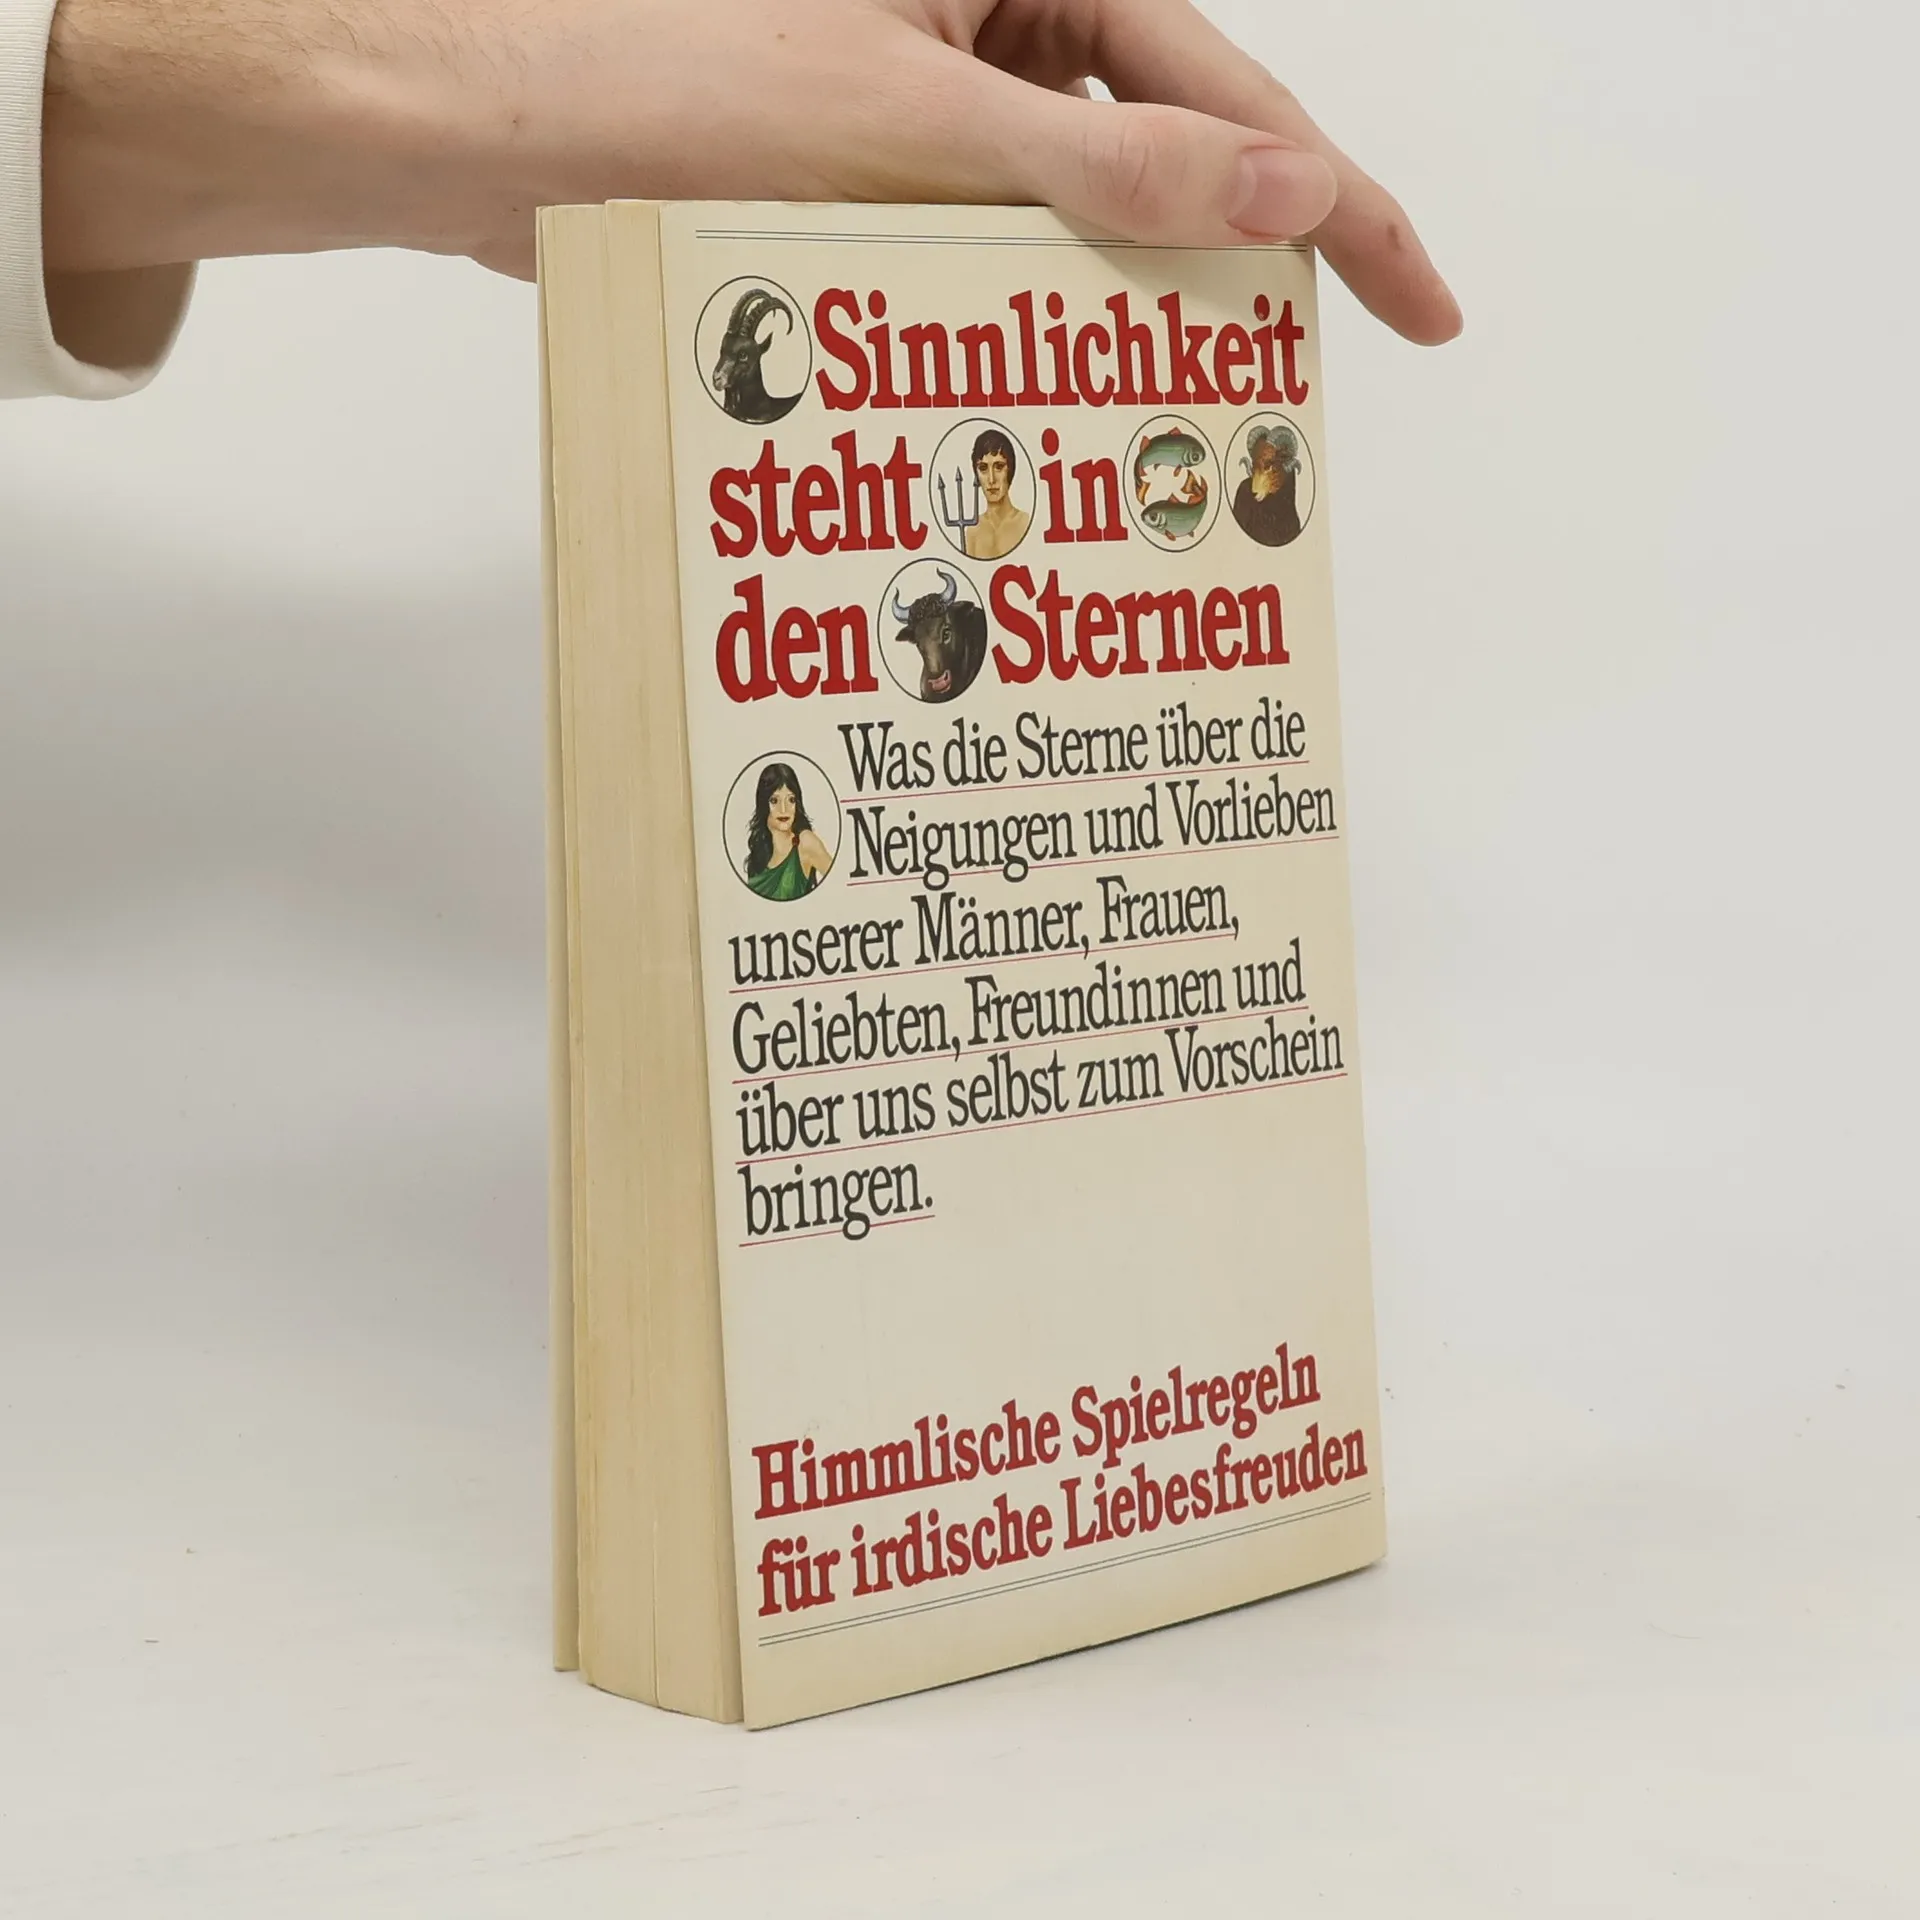 Sinnlichkeit
steht in
den Sternen
Was die Sterne über die
Neigungen und Vorlieben
unserer Männer, Frauen,
Geliebten, Freundinnen und
über uns selbst zum Vorschein
bringen.
Himmlische Spielregeln
für irdische Liebesfreuden